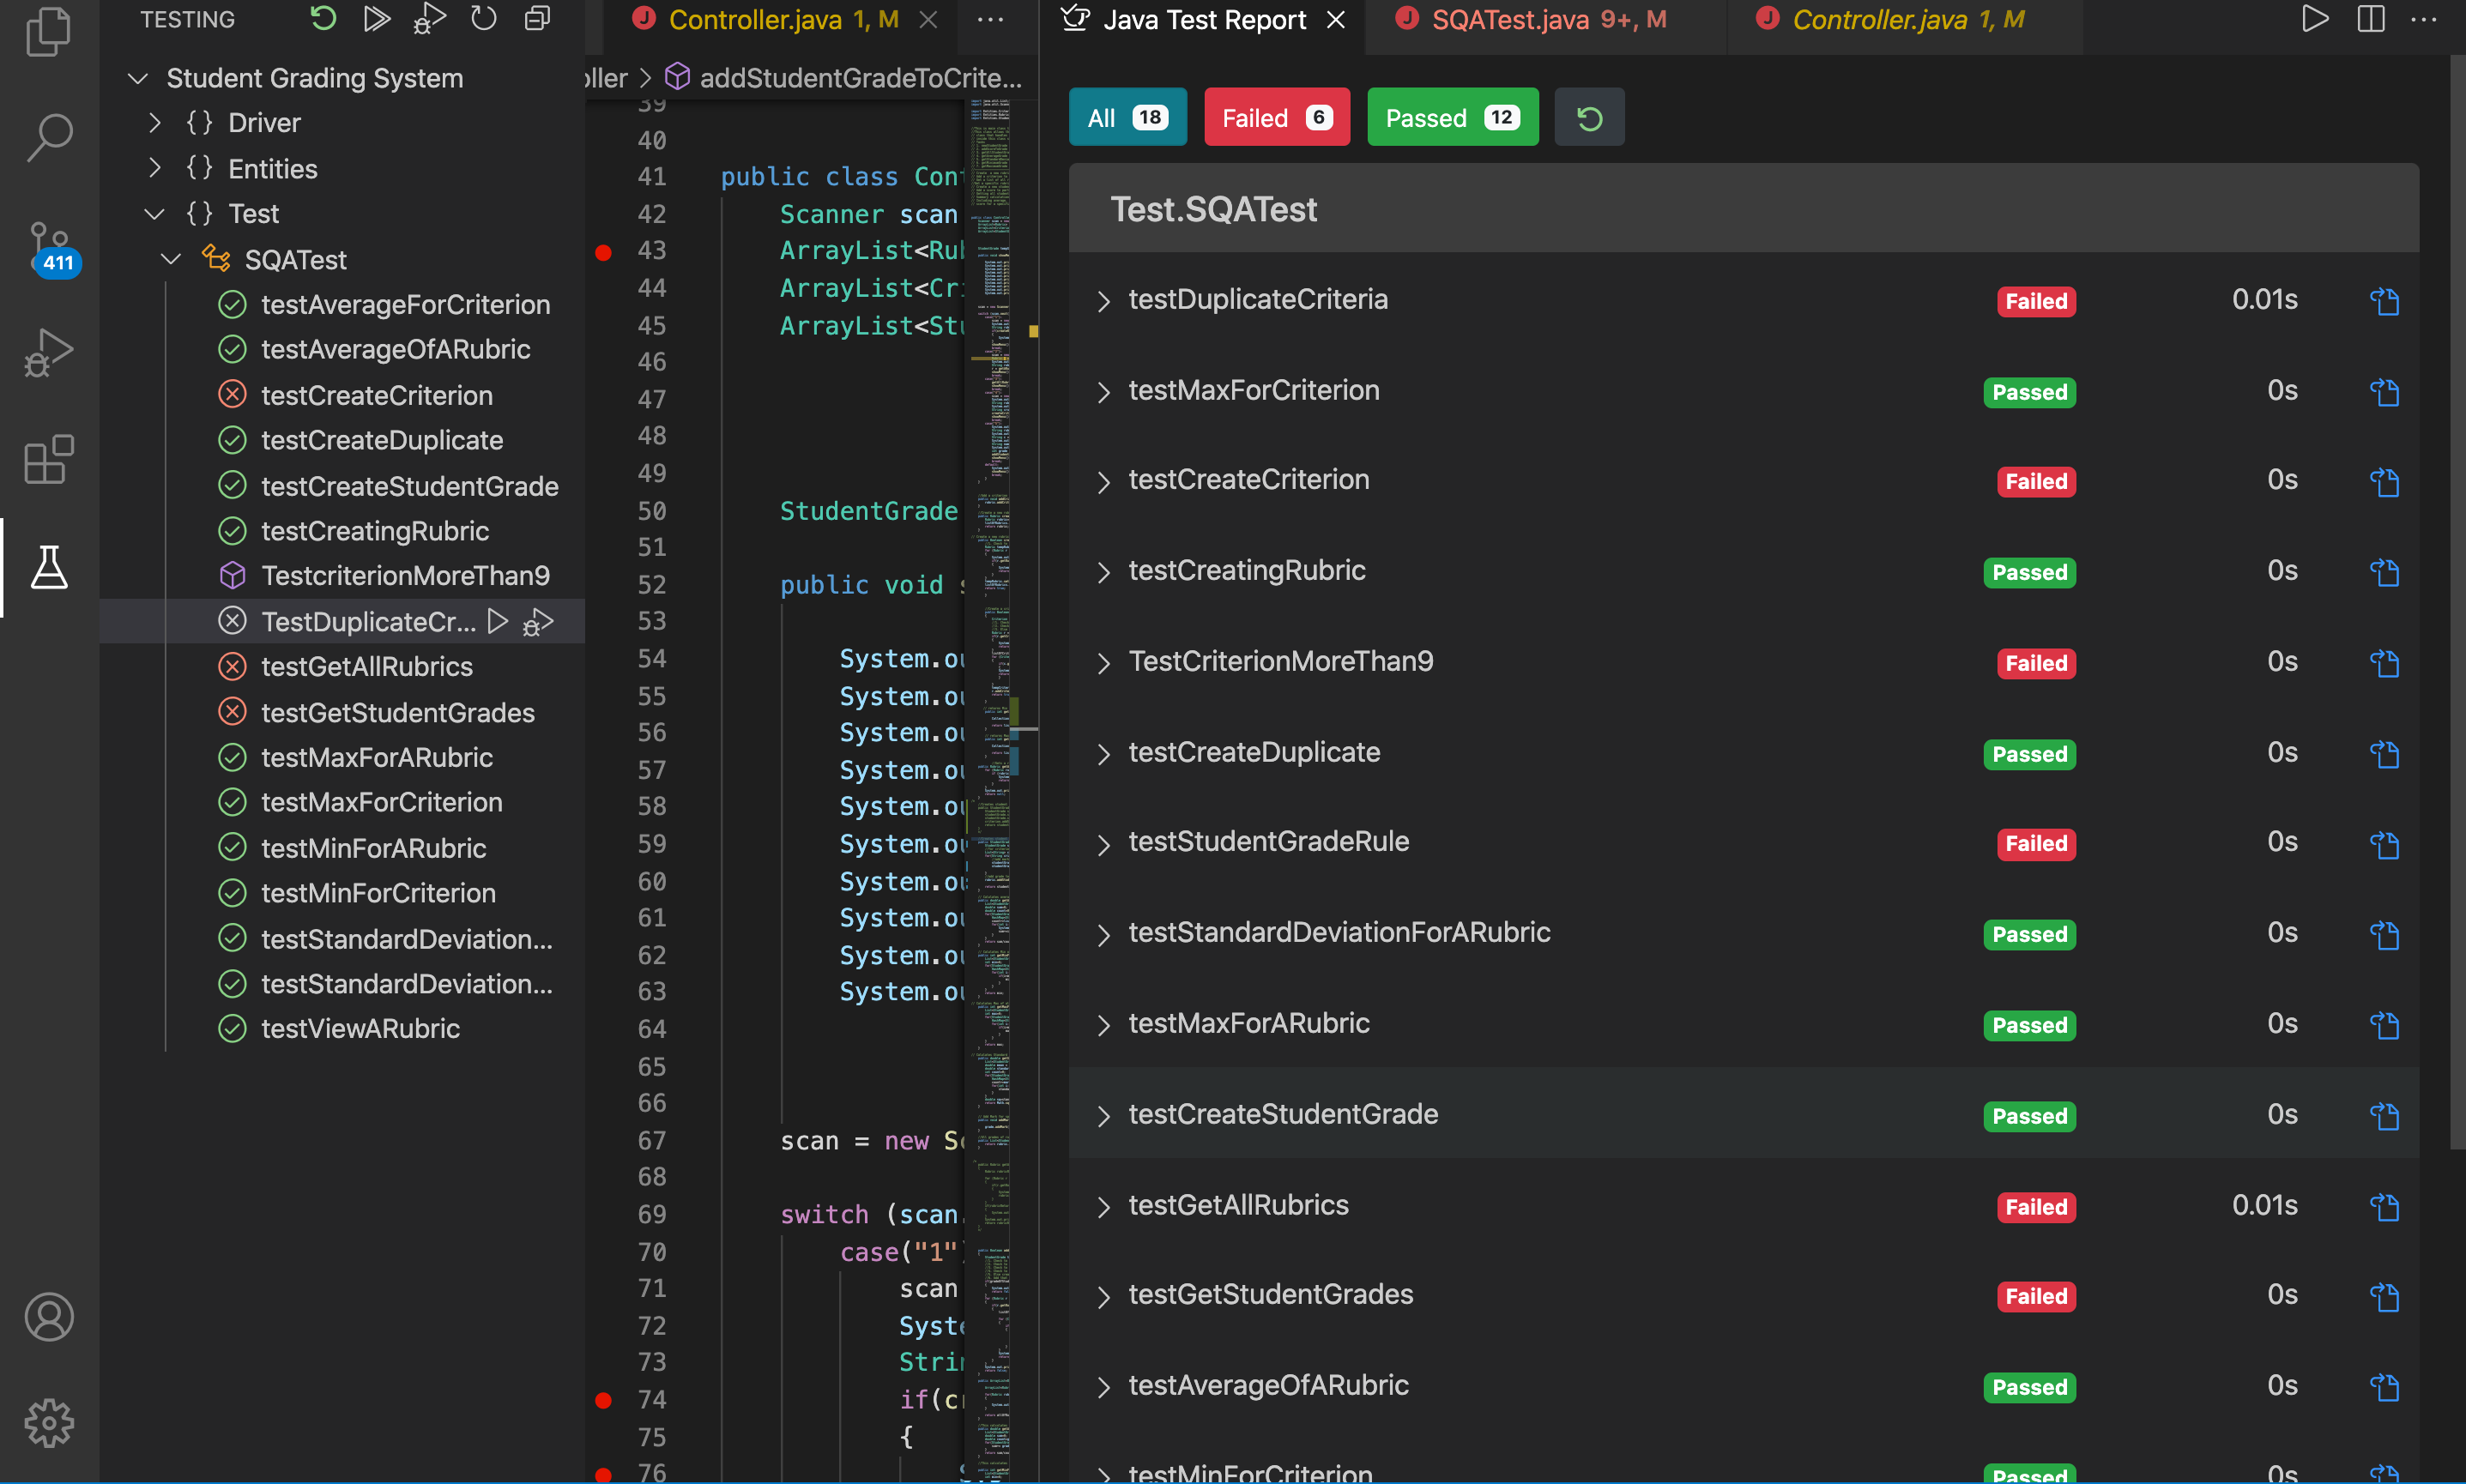 TESTING
Student Grading System
{} Driver
{} Entities
{} Test
SQATest
testAverageForCriterion
testAverageOfARubric
testCreateCriterion
testCreateDuplicate
testCreateStudentGrade
testCreatingRubric
TestcriterionMoreThan9
TestDuplicateCr...
testGetAllRubrics
testGetStudentGrades
testMaxForARubric
testMaxForCriterion
testMinForARubric
testMinForCriterion
testStandardDeviation...
testStandardDeviation...
testViewARubric
411
J Controller.java 1, M
oller > addStudentGradeToCrite...
39
40
41 public class Cont
42 Scanner scan
43 ArrayList<Rub
44 ArrayList<Cri
45 ArrayList<Stu
46
47
48
49
50 StudentGrade
51
52 public void s
53
54 System.ou
55 System.ou
56 System.ou
57 System.ou
58 System.ou
59 System.ou
60 System.ou
61 System.ou
62 System.ou
63 System.ou
64
65
66
67 scan = new Sc
68
69 switch (scan.
70 case("1")
71 scan
72 Syste
73 Strin
74 if(cr
75 {
76 S
Java Test Report
J SQATest.java 9+, M
J Controller.java 1, M
All 18
Failed 6
Passed 12
Test.SQATest
testDuplicateCriteria Failed 0.01s
testMaxForCriterion Passed 0s
testCreateCriterion Failed 0s
testCreatingRubric Passed 0s
TestCriterionMoreThan9 Failed 0s
testCreateDuplicate Passed 0s
testStudentGradeRule Failed 0s
testStandardDeviationForARubric Passed 0s
testMaxForARubric Passed 0s
testCreateStudentGrade Passed 0s
testGetAllRubrics Failed 0.01s
testGetStudentGrades Failed 0s
testAverageOfARubric Passed 0s
testMinForCriterion Passed 0s